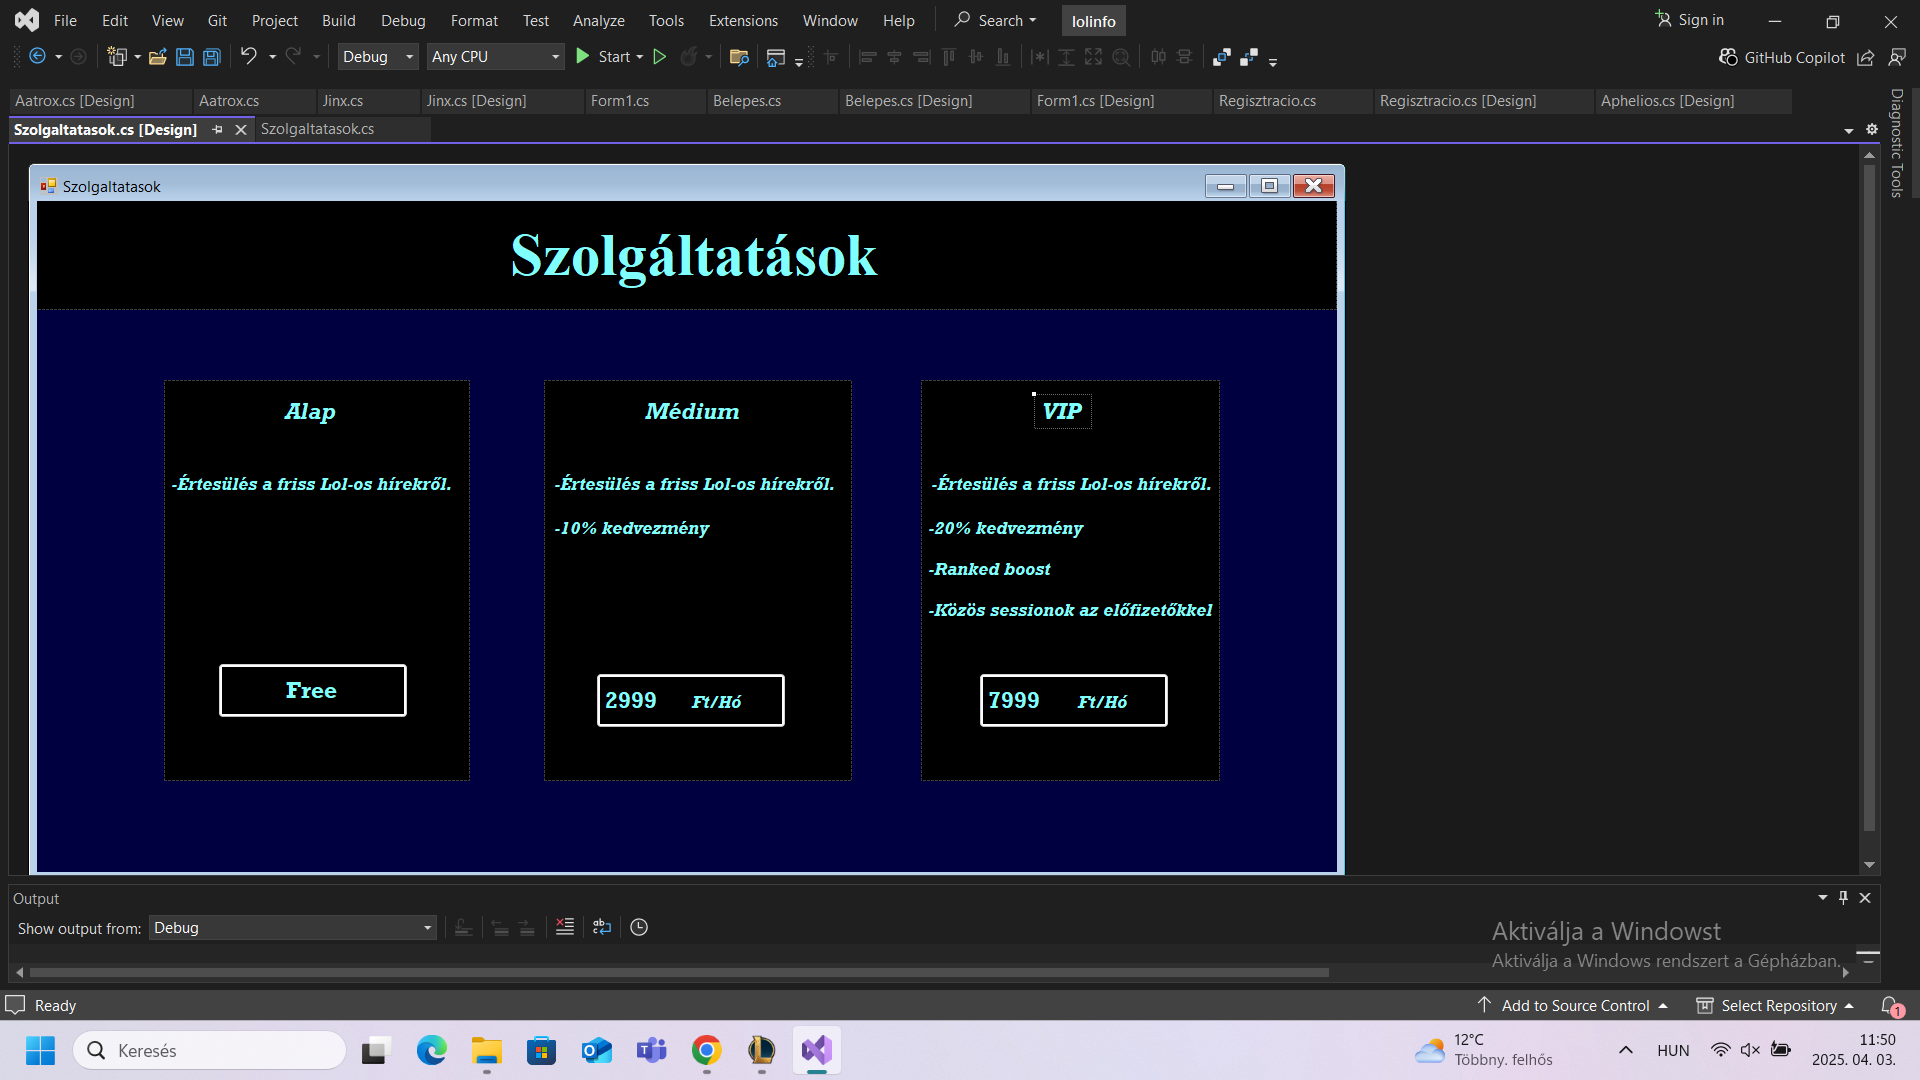 File Edit View Git Project Build Debug Format Test Analyze Tools Extensions Window Help Search lolinfo Sign in
Debug Any CPU Start GitHub Copilot
Aatrox.cs [Design] Aatrox.cs Jinx.cs Jinx.cs [Design] Form1.cs Belepes.cs Belepes.cs [Design] Form1.cs [Design] Regisztracio.cs Regisztracio.cs [Design] Aphelios.cs [Design]
Szolgaltatasok.cs [Design] Szolgaltatasok.cs
Diagnostic Tools
Szolgaltatasok
Szolgáltatások
Alap
-Értesülés a friss Lol-os hírekről.
Free
Médium
-Értesülés a friss Lol-os hírekről.
-10% kedvezmény
2999 Ft/Hó
VIP
-Értesülés a friss Lol-os hírekről.
-20% kedvezmény
-Ranked boost
-Közös sessionok az előfizetőkkel
7999 Ft/Hó
Output
Show output from: Debug
Aktiválja a Windowst
Aktiválja a Windows rendszert a Gépházban.
Ready Add to Source Control Select Repository 1
Keresés
12°C
Többny. felhős
HUN
11:50
2025. 04. 03.